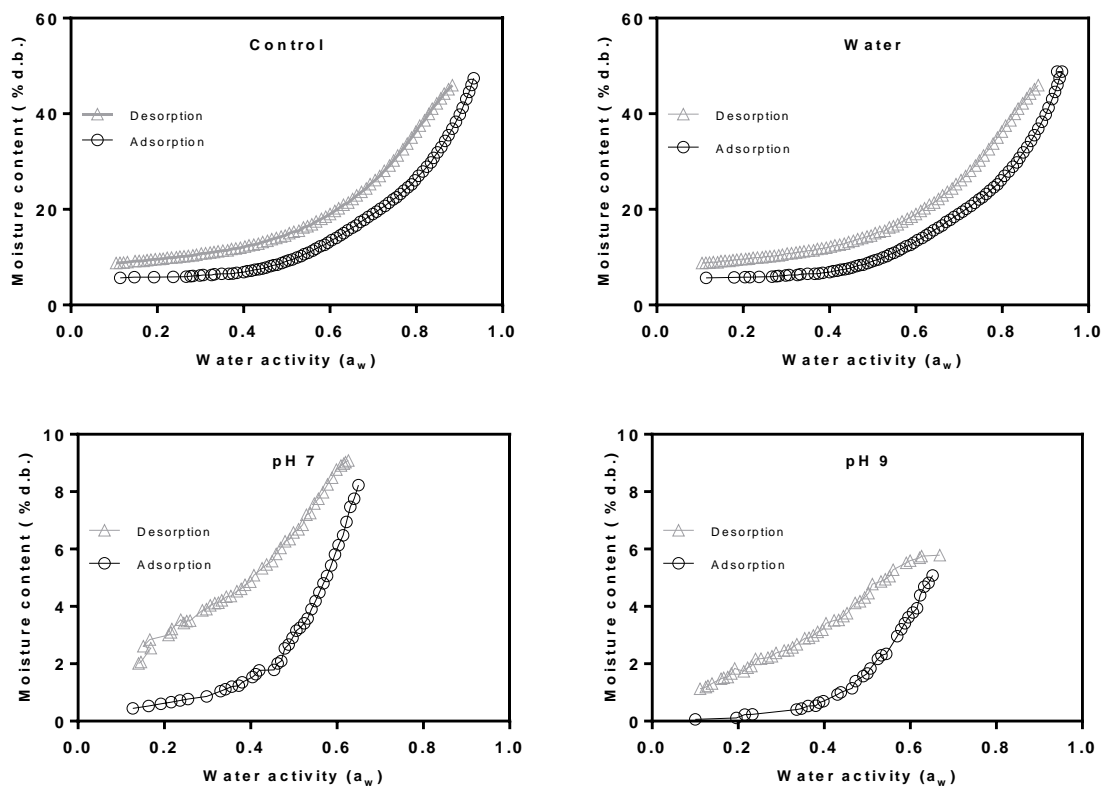 Control
Moisture content ( %d.b.)
60
40
20
0
Desorption
Adsorption
0.0 0.2 0.4 0.6 0.8 1.0
Water activity (aw)
Water
Moisture content ( %d.b.)
60
40
20
0
Desorption
Adsorption
0.0 0.2 0.4 0.6 0.8 1.0
Water activity (aw)
pH 7
Moisture content ( %d.b.)
10
8
6
4
2
0
Desorption
Adsorption
0.0 0.2 0.4 0.6 0.8 1.0
Water activity (aw)
pH 9
Moisture content ( %d.b.)
10
8
6
4
2
0
Desorption
Adsorption
0.0 0.2 0.4 0.6 0.8 1.0
Water activity (aw)